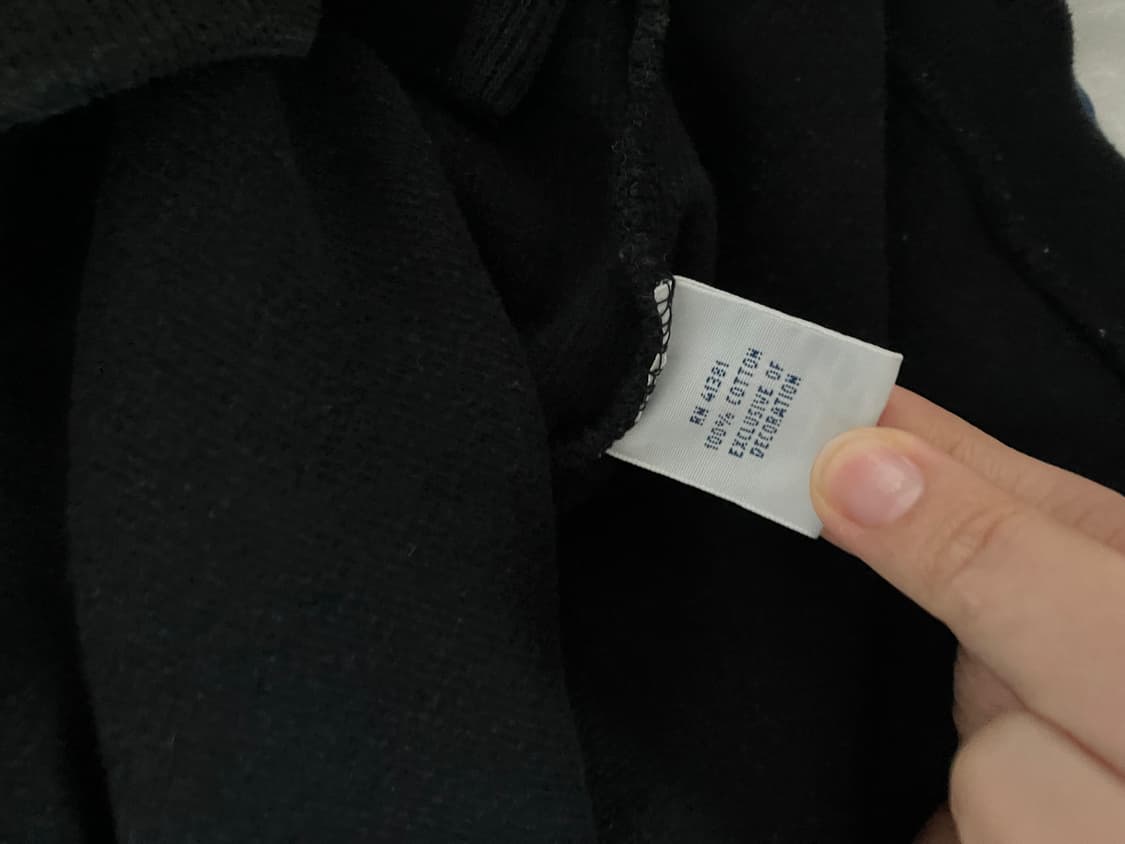 RN 41381
100% COTTON
EXCLUSIVE OF
DECORATION